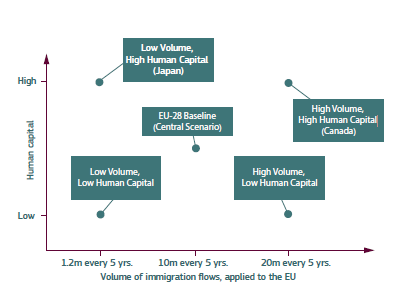 Low Volume,
High Human Capital
(Japan)
High
EU-28 Baseline
(Central Scenario)
High Volume,
High Human Capital
(Canada)
Human capital
Low Volume,
Low Human Capital
High Volume,
Low Human Capital
Low
1.2m every 5 yrs.
10m every 5 yrs.
20m every 5 yrs.
Volume of immigration flows, applied to the EU